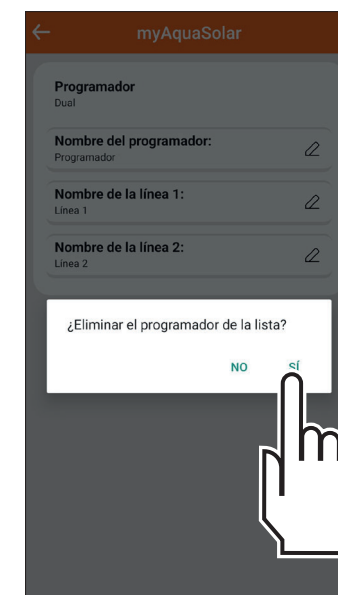 myAquaSolar
Programador
Dual
Nombre del programador:
Programador
Nombre de la línea 1:
Línea 1
Nombre de la línea 2:
Línea 2
¿Eliminar el programador de la lista?
NO SÍ